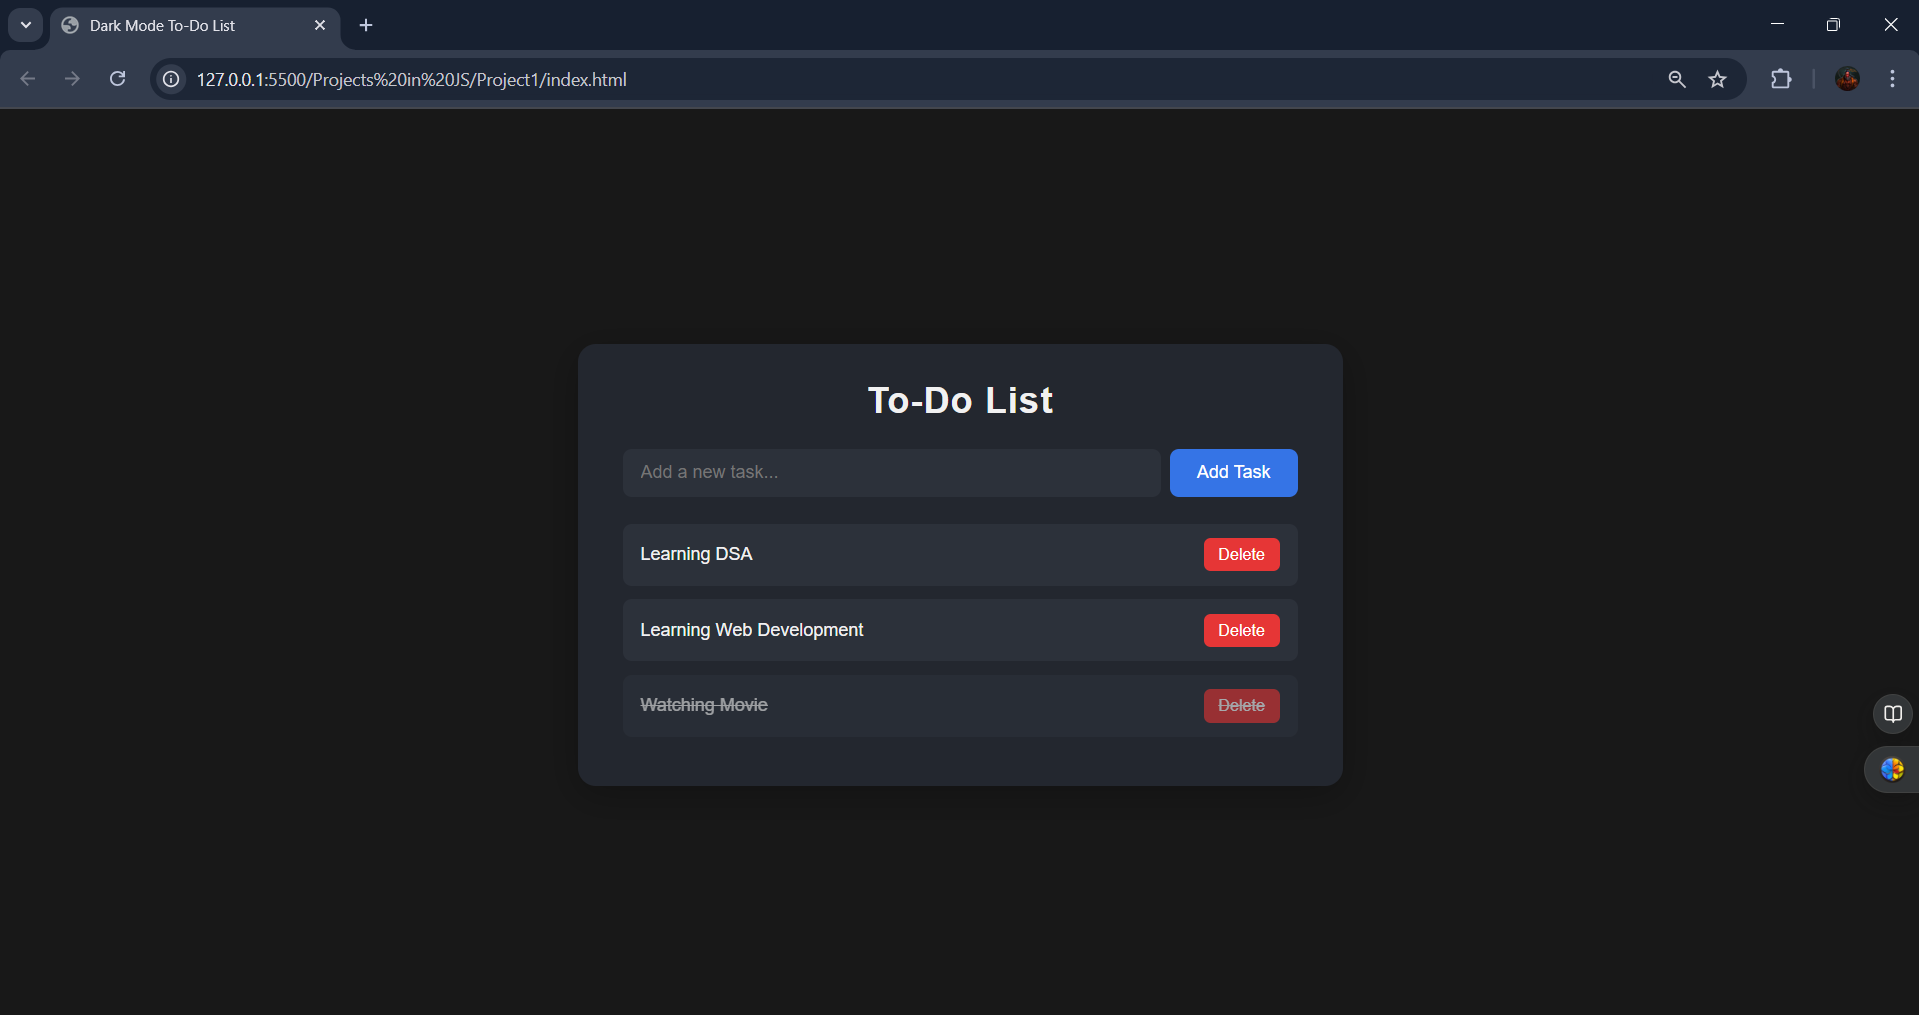 Dark Mode To-Do List
127.0.0.1:5500/Projects%20in%20JS/Project1/index.html
To-Do List
Add a new task...
Add Task
Learning DSA
Delete
Learning Web Development
Delete
Watching Movie
Delete